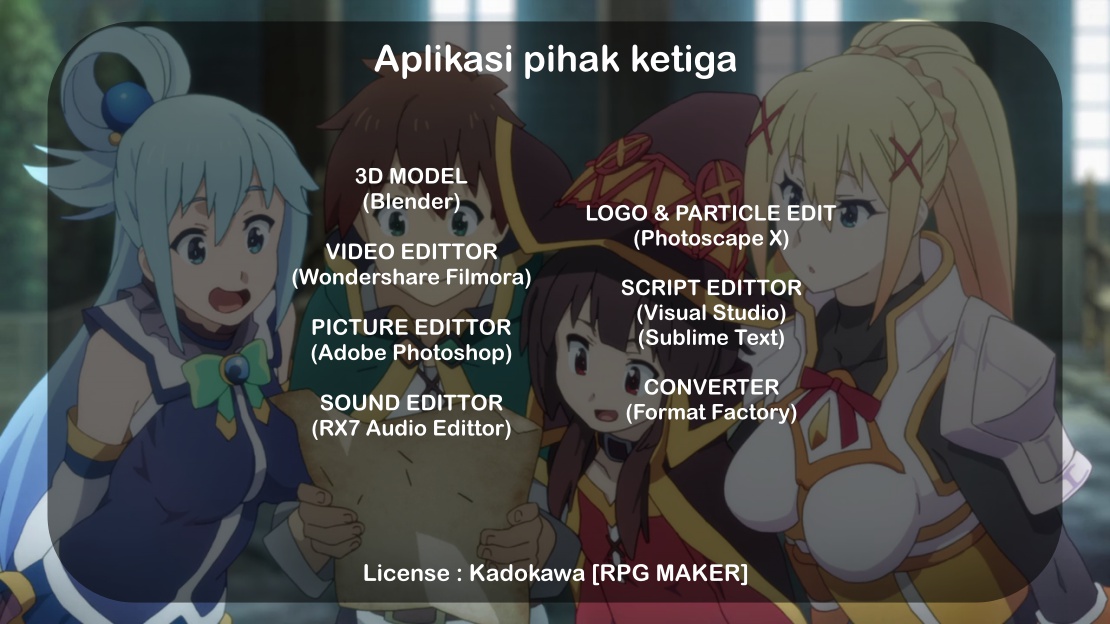 Aplikasi pihak ketiga
3D MODEL
(Blender)
VIDEO EDITTOR
(Wondershare Filmora)
PICTURE EDITTOR
(Adobe Photoshop)
SOUND EDITTOR
(RX7 Audio Edittor)
LOGO & PARTICLE EDIT
(Photoscape X)
SCRIPT EDITTOR
(Visual Studio)
(Sublime Text)
CONVERTER
(Format Factory)
License : Kadokawa [RPG MAKER]